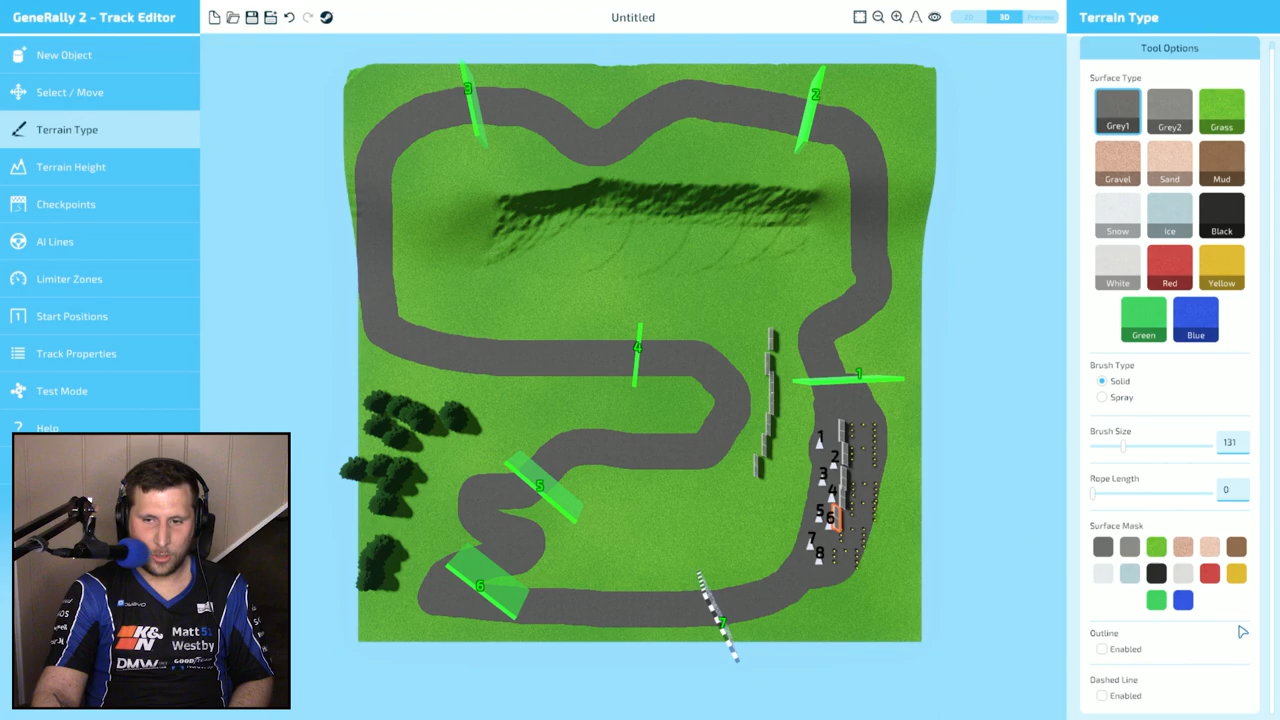 GeneRally 2 - Track Editor
Untitled
2D
3D
Preview
Terrain Type
New Object
Select / Move
Terrain Type
Terrain Height
Checkpoints
AI Lines
Limiter Zones
Start Positions
Track Properties
Test Mode
Help
Tool Options
Surface Type
Grey1
Grey2
Grass
Gravel
Sand
Mud
Snow
Ice
Black
White
Red
Yellow
Green
Blue
Brush Type
Solid
Spray
Brush Size
131
Rope Length
0
Surface Mask
Outline
Enabled
Dashed Line
Enabled
3
2
4
1
5
6
7
1
2
3
4
5
6
7
8
K&N
Matt
Westby
DMW